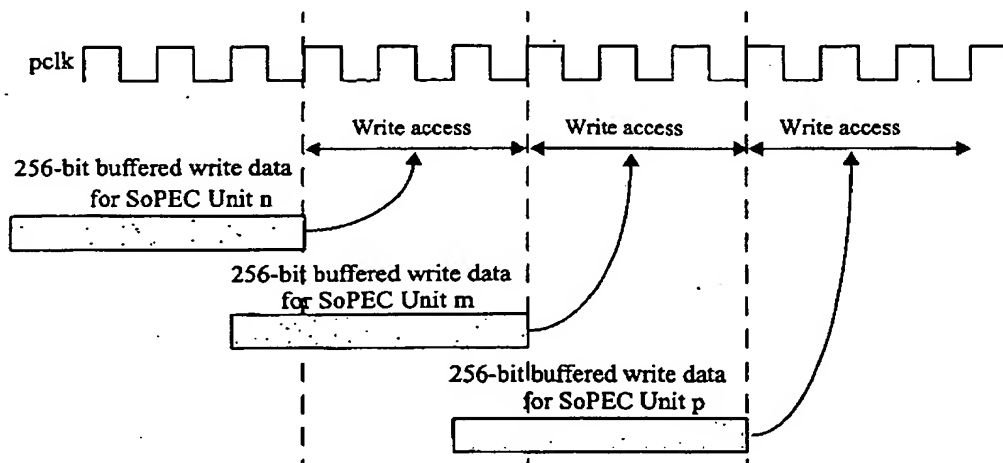 pclk
Write access
Write access
Write access
256-bit buffered write data
for SoPEC Unit n
256-bit buffered write data
for SoPEC Unit m
256-bit buffered write data
for SoPEC Unit p